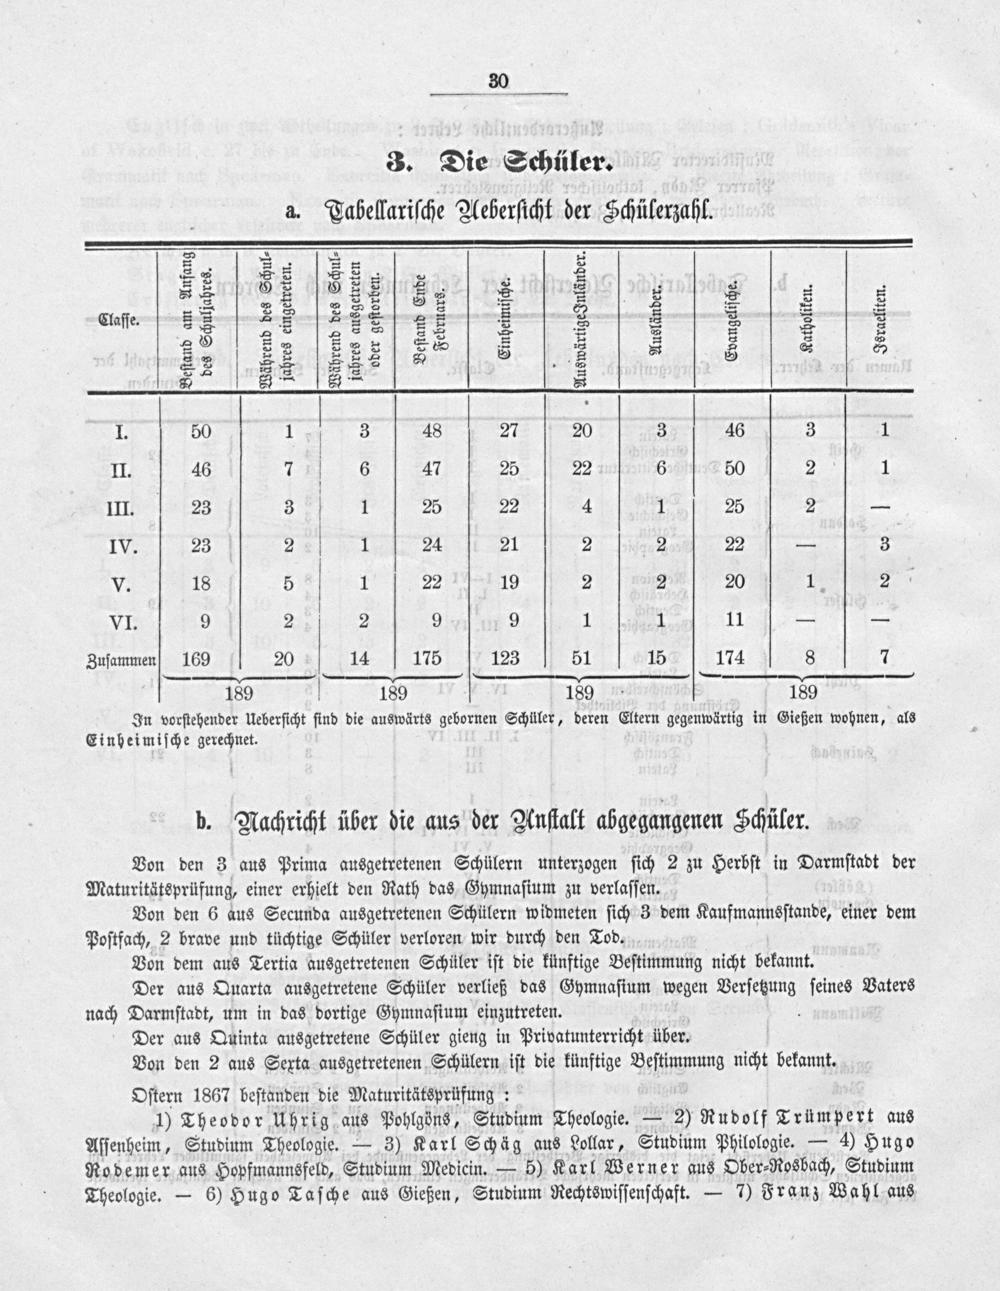 30
3. Die Schüler.
a. Tabellarische Uebersicht der Schülerzahl.
Classe. Bestand am Anfang des Schuljahres. Während des Schuljahres eingetreten. Während des Schuljahres ausgetreten oder gestorben. Bestand Ende Februars. Einheimische. Auswärtige Inländer. Ausländer. Evangelische. Katholiken. Israeliten.
I. 50 1 3 48 27 20 3 46 3 1
II. 46 7 6 47 25 22 6 50 2 1
III. 23 3 1 25 22 4 1 25 2 —
IV. 23 2 1 24 21 2 2 22 — 3
V. 18 5 1 22 19 2 2 20 1 2
VI. 9 2 2 9 9 1 1 11 — —
Zusammen 169 20 14 175 123 51 15 174 8 7
189 189 189 189
In vorstehender Uebersicht sind die auswärts gebornen Schüler, deren Eltern gegenwärtig in Gießen wohnen, als
Einheimische gerechnet.
b. Nachricht über die aus der Anstalt abgegangenen Schüler.
Von den 3 aus Prima ausgetretenen Schülern unterzogen sich 2 zu Herbst in Darmstadt der
Maturitätsprüfung, einer erhielt den Rath das Gymnasium zu verlassen.
Von den 6 aus Secunda ausgetretenen Schülern widmeten sich 3 dem Kaufmannsstande, einer dem
Postfach, 2 brave und tüchtige Schüler verloren wir durch den Tod.
Von dem aus Tertia ausgetretenen Schüler ist die künftige Bestimmung nicht bekannt.
Der aus Quarta ausgetretene Schüler verließ das Gymnasium wegen Versetzung seines Vaters
nach Darmstadt, um in das dortige Gymnasium einzutreten.
Der aus Quinta ausgetretene Schüler gieng in Privatunterricht über.
Von den 2 aus Sexta ausgetretenen Schülern ist die künftige Bestimmung nicht bekannt.
Ostern 1867 bestanden die Maturitätsprüfung :
1) Theodor Uhrig aus Pohlgöns, Studium Theologie. — 2) Rudolf Trümpert aus
Assenheim, Studium Theologie. — 3) Karl Schäg aus Lollar, Studium Philologie. — 4) Hugo
Rodemer aus Hopfmannsfeld, Studium Medicin. — 5) Karl Werner aus Ober-Rosbach, Studium
Theologie. — 6) Hugo Tasche aus Gießen, Studium Rechtswissenschaft. — 7) Franz Wahl aus